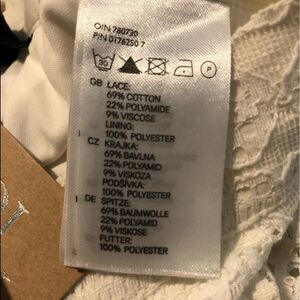 O/N 780730
P/N 0176250 7
30
P
GB LACE:
69% COTTON
22% POLYAMIDE
9% VISCOSE
LINING:
100% POLYESTER
CZ KRAJKA:
69% BAVLNA
22% POLYAMID
9% VISKÓZA
PODŠÍVKA:
100% POLYESTER
DE SPITZE:
69% BAUMWOLLE
22% POLYAMID
9% VISKOSE
FUTTER:
100% POLYESTER